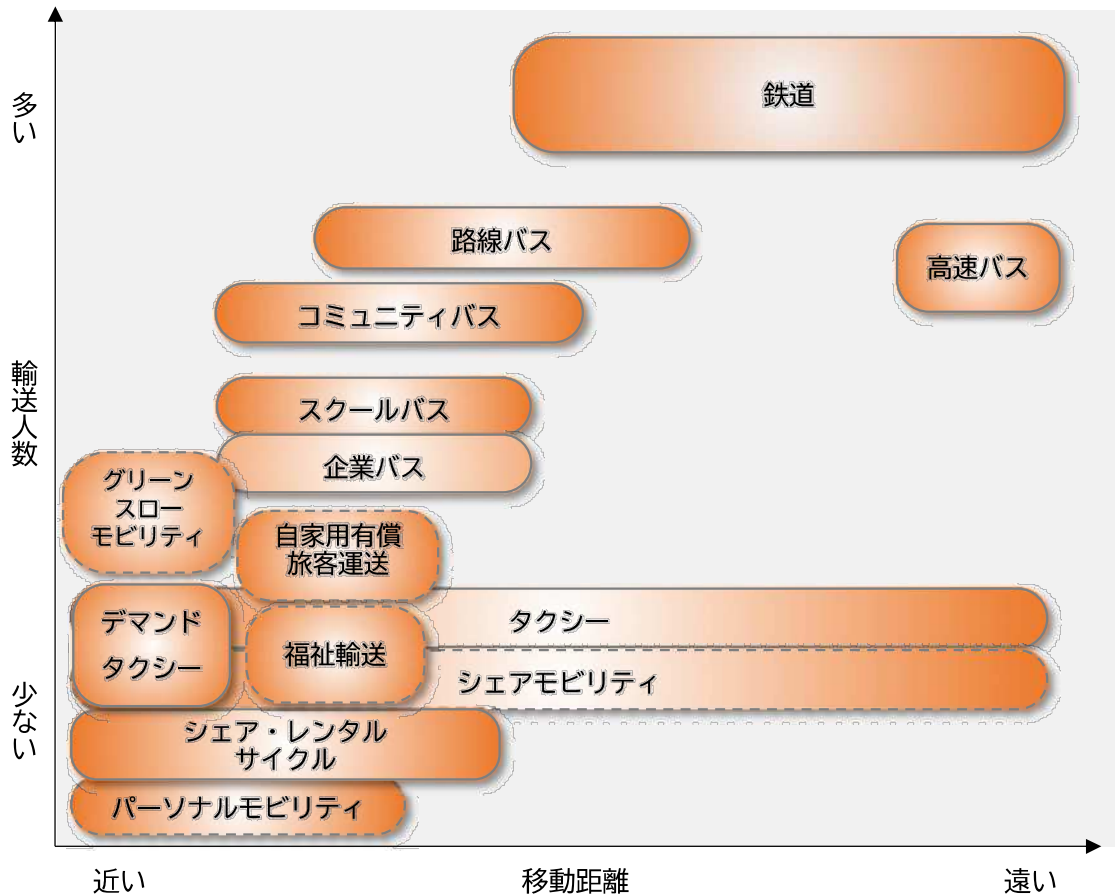 多い
鉄道
路線バス
高速バス
コミュニティバス
輸送人数
スクールバス
企業バス
グリーン
スロー
モビリティ
自家用有償
旅客運送
デマンド
タクシー
タクシー
福祉輸送
シェアモビリティ
少ない
シェア・レンタル
サイクル
パーソナルモビリティ
近い
移動距離
遠い